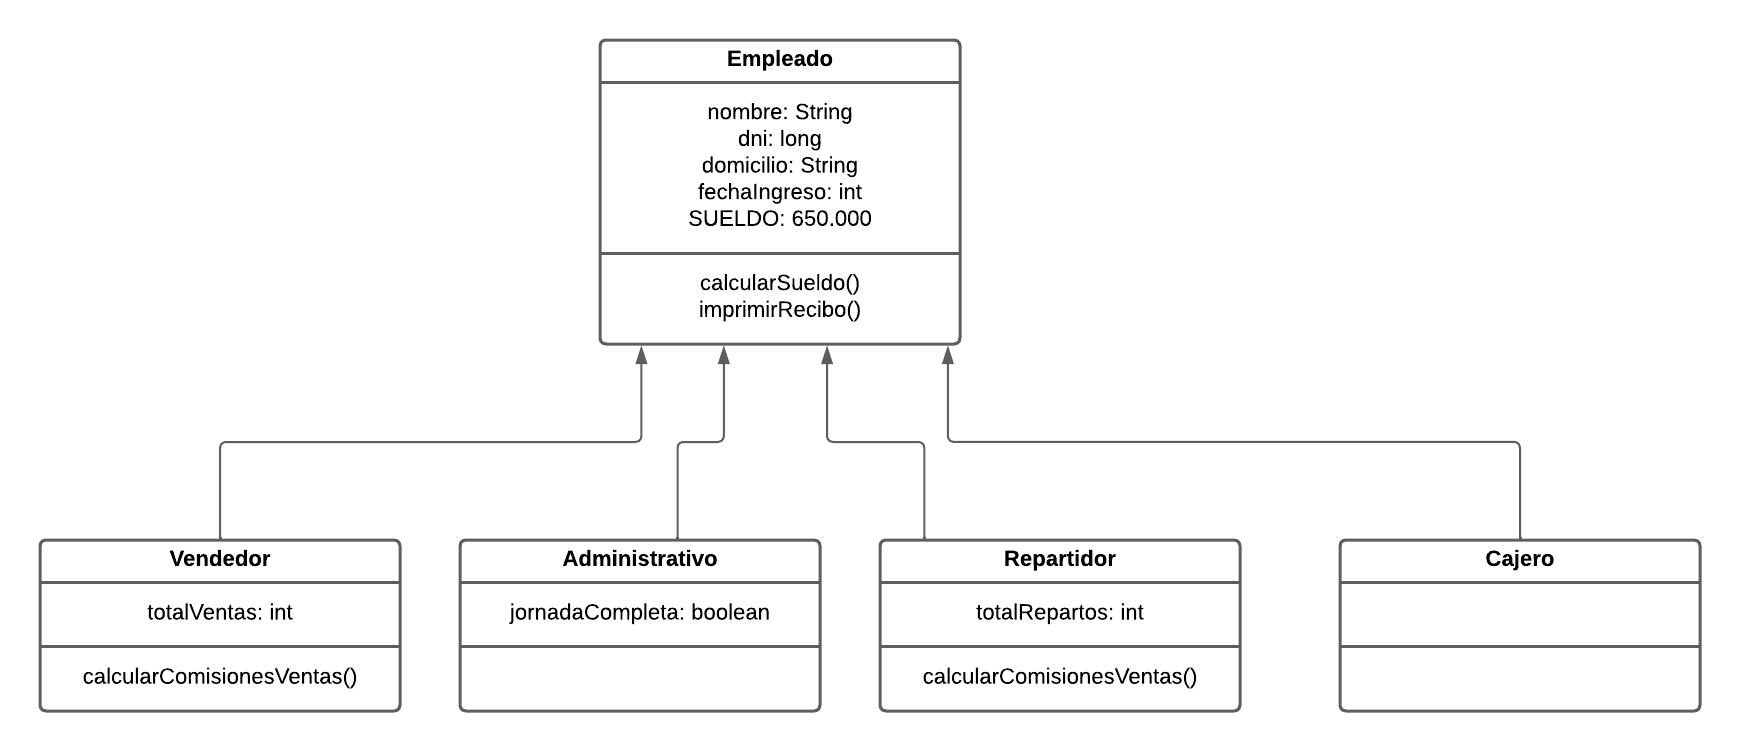 Empleado
nombre: String
dni: long
domicilio: String
fechaIngreso: int
SUELDO: 650.000
calcularSueldo()
imprimirRecibo()
Vendedor
totalVentas: int
calcularComisionesVentas()
Administrativo
jornadaCompleta: boolean
Repartidor
totalRepartos: int
calcularComisionesVentas()
Cajero